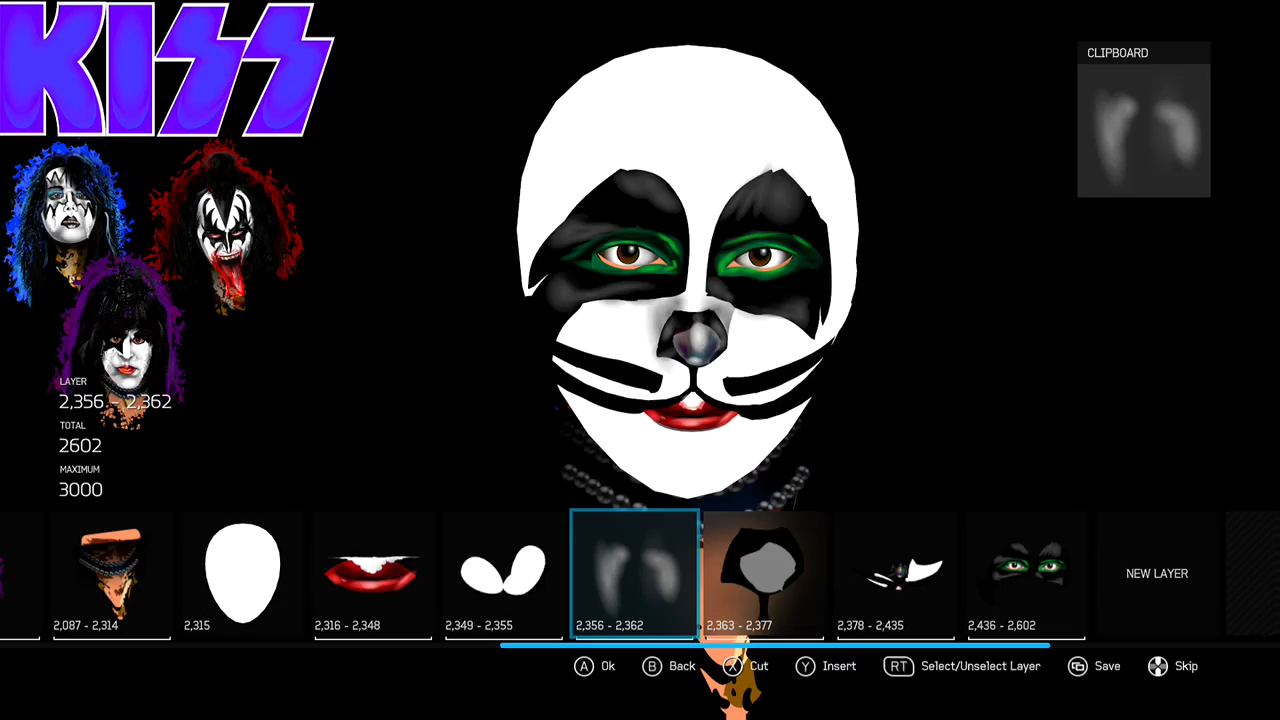 KISS
CLIPBOARD
LAYER
2,356 - 2,362
TOTAL
2602
MAXIMUM
3000
2,087 - 2,314
2,315
2,316 - 2,348
2,349 - 2,355
2,356 - 2,362
2,363 - 2,377
2,378 - 2,435
2,436 - 2,602
NEW LAYER
A Ok B Back X Cut Y Insert RT Select/Unselect Layer Save Skip